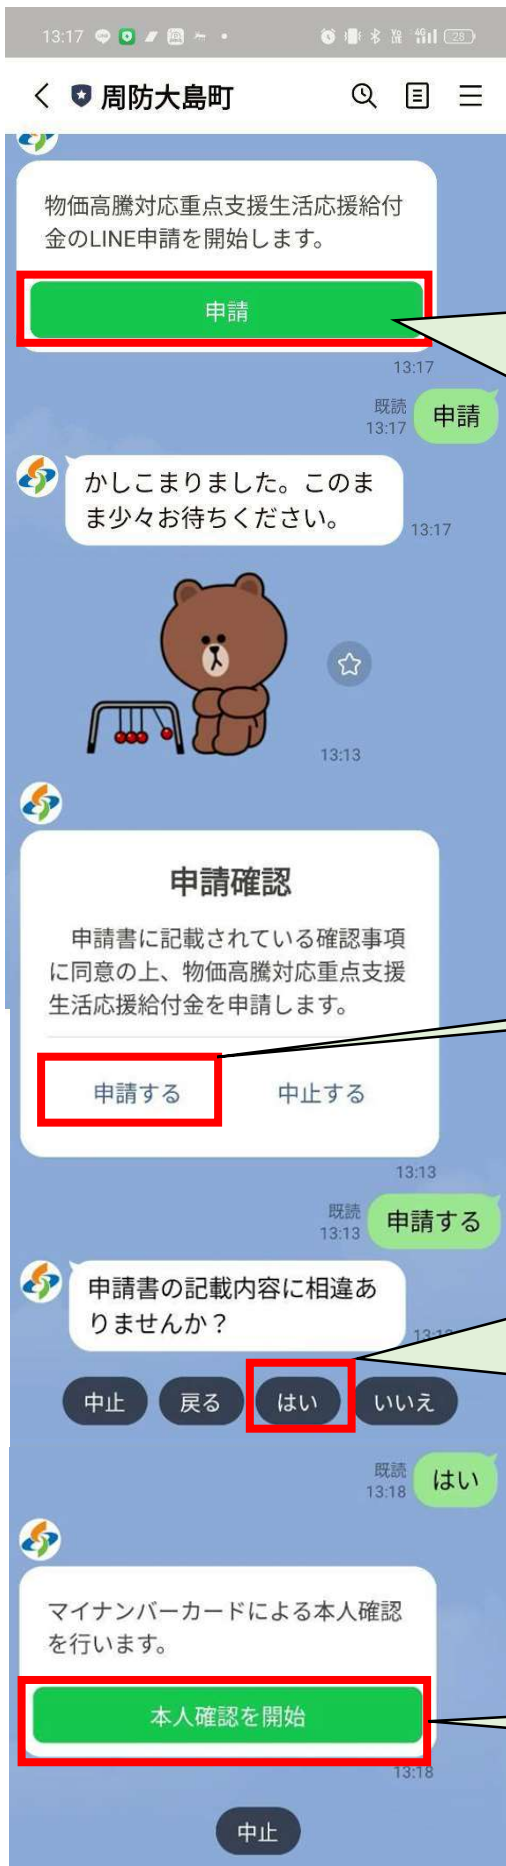 13:17
28
周防大島町
物価高騰対応重点支援生活応援給付
金のLINE申請を開始します。
申請
13:17
既読
13:17
申請
かしこまりました。このま
ま少々お待ちください。
13:17
13:13
申請確認
申請書に記載されている確認事項
に同意の上、物価高騰対応重点支援
生活応援給付金を申請します。
申請する 中止する
13:13
既読
13:13
申請する
申請書の記載内容に相違あ
りませんか？
中止 戻る はい いいえ
既読
13:18
はい
マイナンバーカードによる本人確認
を行います。
本人確認を開始
13:18
中止